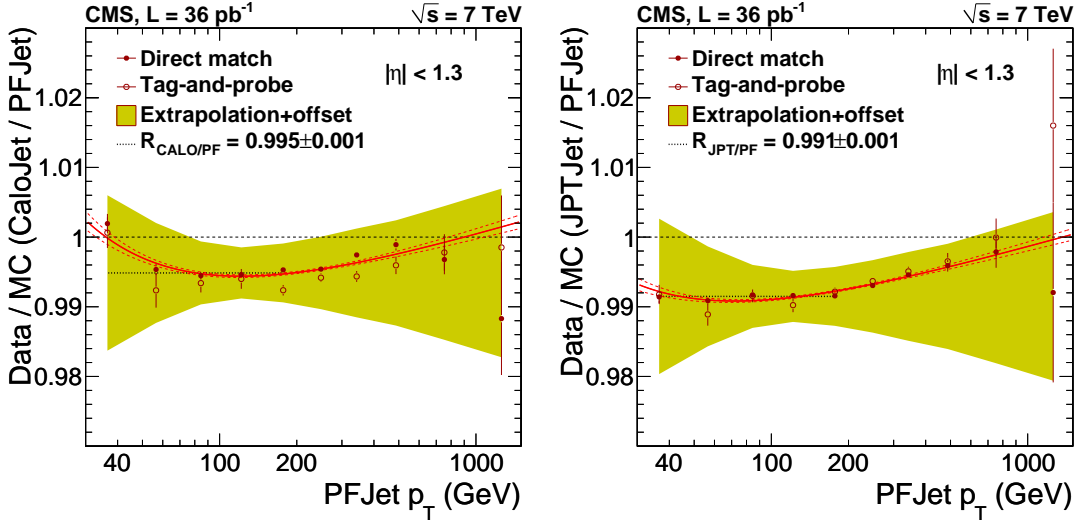 CMS, L = 36 pb⁻¹ √s = 7 TeV
Direct match
Tag-and-probe
|η| < 1.3
Extrapolation+offset
R_CALO/PF = 0.995±0.001
1.02
1.01
1
0.99
0.98
Data / MC (CaloJet / PFJet)
40 100 200 1000
PFJet p_T (GeV)
CMS, L = 36 pb⁻¹ √s = 7 TeV
Direct match
Tag-and-probe
|η| < 1.3
Extrapolation+offset
R_JPT/PF = 0.991±0.001
1.02
1.01
1
0.99
0.98
Data / MC (JPTJet / PFJet)
40 100 200 1000
PFJet p_T (GeV)